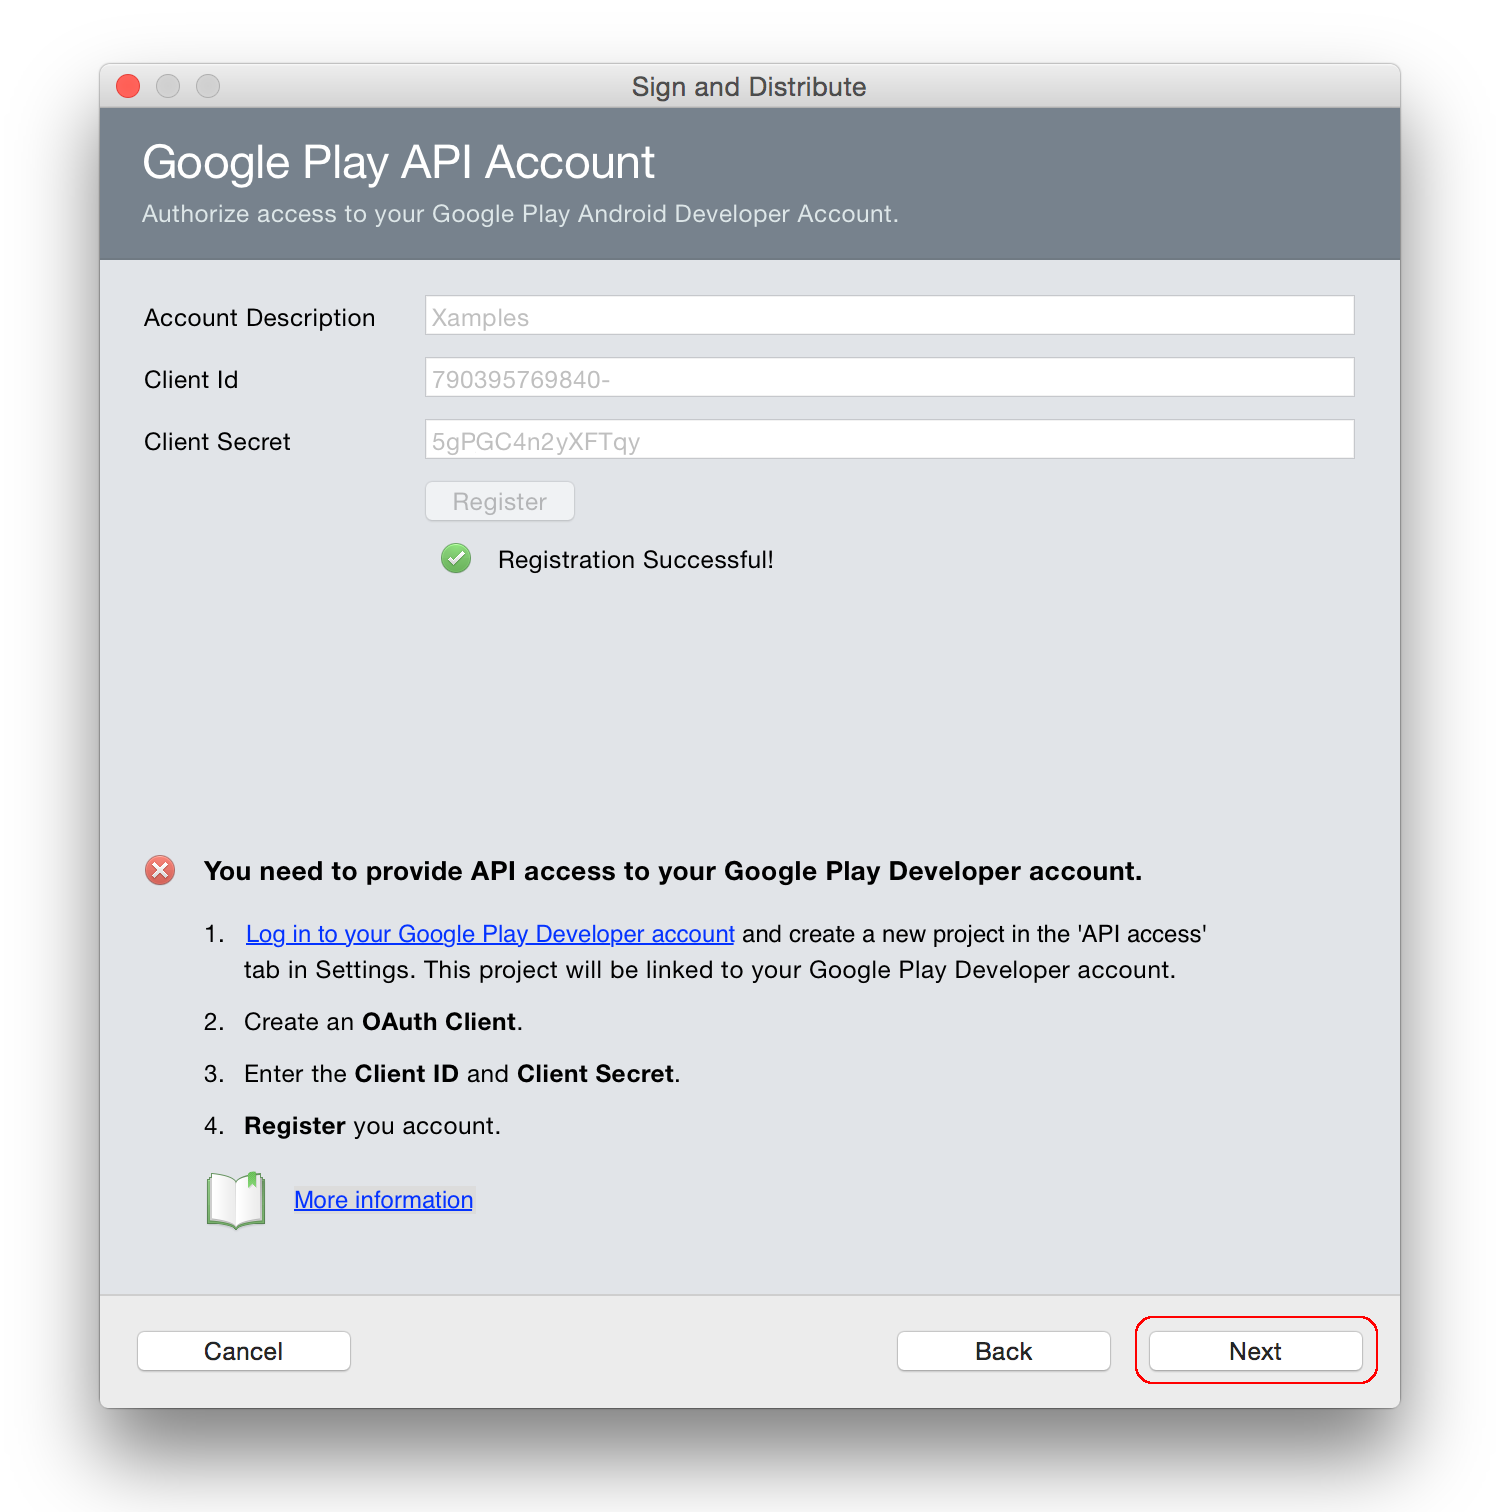 Sign and Distribute
Google Play API Account
Authorize access to your Google Play Android Developer Account.
Account Description
Xamples
Client Id
790395769840-
Client Secret
5gPGC4n2yXFTqy
Register
Registration Successful!
You need to provide API access to your Google Play Developer account.
1. Log in to your Google Play Developer account and create a new project in the 'API access'
tab in Settings. This project will be linked to your Google Play Developer account.
2. Create an OAuth Client.
3. Enter the Client ID and Client Secret.
4. Register you account.
More information
Cancel
Back
Next